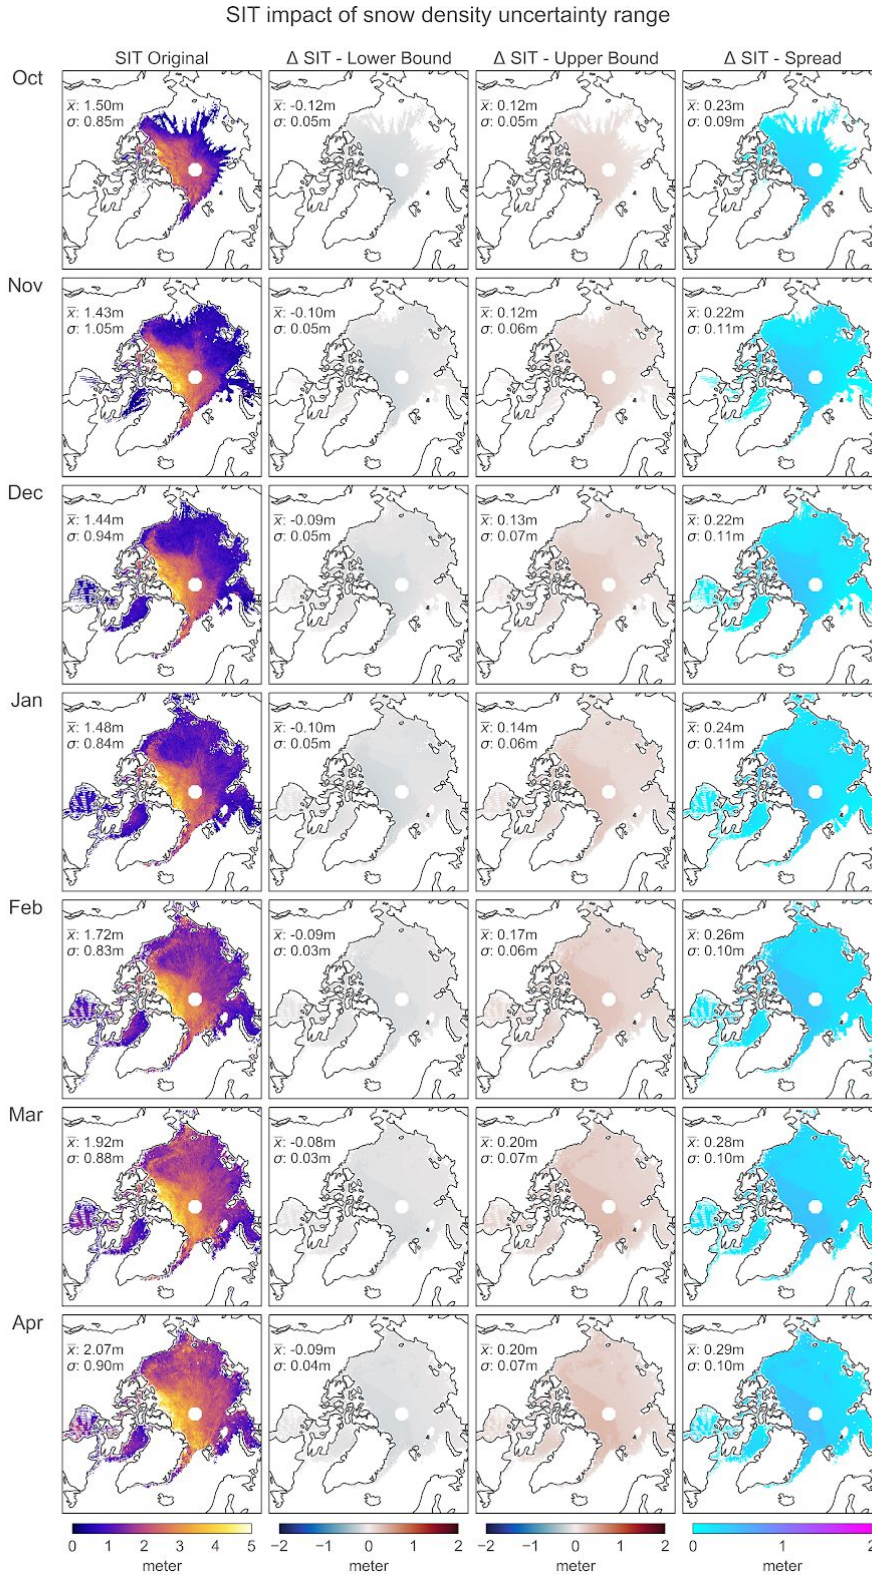 SIT impact of snow density uncertainty range
SIT Original Δ SIT - Lower Bound Δ SIT - Upper Bound Δ SIT - Spread
Oct
x̅: 1.50m x̅: -0.12m x̅: 0.12m x̅: 0.23m
σ: 0.85m σ: 0.05m σ: 0.05m σ: 0.09m
Nov
x̅: 1.43m x̅: -0.10m x̅: 0.12m x̅: 0.22m
σ: 1.05m σ: 0.05m σ: 0.06m σ: 0.11m
Dec
x̅: 1.44m x̅: -0.09m x̅: 0.13m x̅: 0.22m
σ: 0.94m σ: 0.05m σ: 0.07m σ: 0.11m
Jan
x̅: 1.48m x̅: -0.10m x̅: 0.14m x̅: 0.24m
σ: 0.84m σ: 0.05m σ: 0.06m σ: 0.11m
Feb
x̅: 1.72m x̅: -0.09m x̅: 0.17m x̅: 0.26m
σ: 0.83m σ: 0.03m σ: 0.06m σ: 0.10m
Mar
x̅: 1.92m x̅: -0.08m x̅: 0.20m x̅: 0.28m
σ: 0.88m σ: 0.03m σ: 0.07m σ: 0.10m
Apr
x̅: 2.07m x̅: -0.09m x̅: 0.20m x̅: 0.29m
σ: 0.90m σ: 0.04m σ: 0.07m σ: 0.10m
0 1 2 3 4 5 −2 −1 0 1 2 −2 −1 0 1 2 0 2
meter meter meter meter